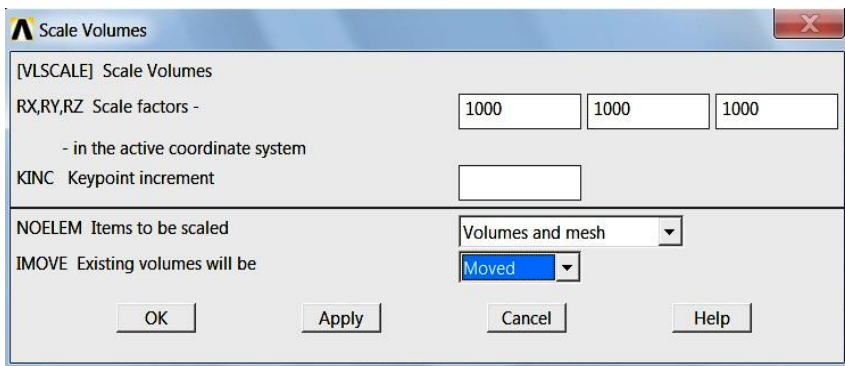 Scale Volumes
[VLSCALE] Scale Volumes
RX,RY,RZ Scale factors - 1000 1000 1000
- in the active coordinate system
KINC Keypoint increment
NOELEM Items to be scaled Volumes and mesh
IMOVE Existing volumes will be Moved
OK Apply Cancel Help